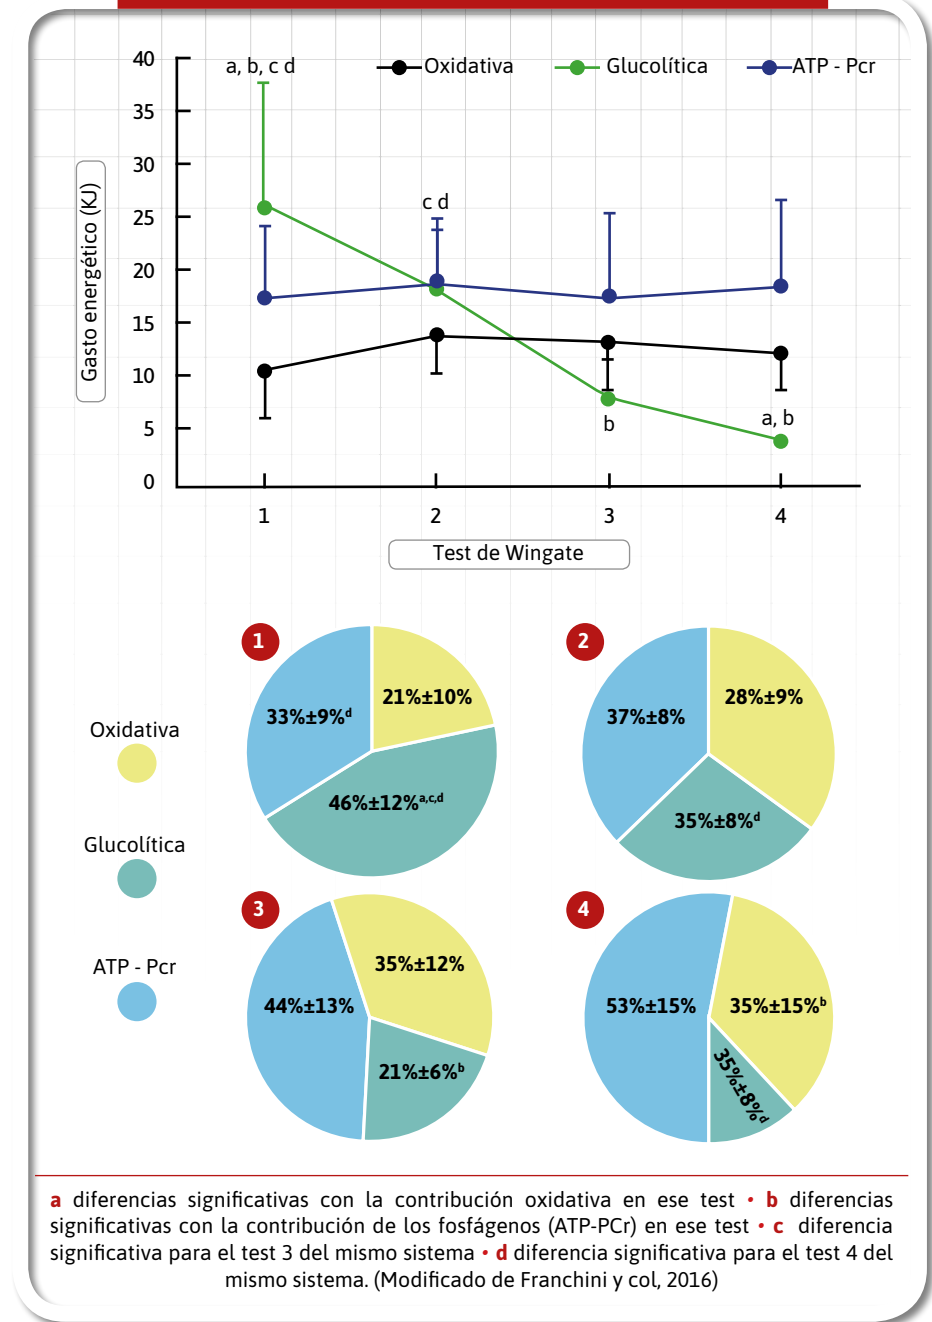 40
a, b, c d
Oxidativa
Glucolítica
ATP - Pcr
35
30
25
20
15
10
5
0
c d
b
a, b
Gasto energético (KJ)
1
2
3
4
Test de Wingate
1
33%±9%ᵈ
21%±10%
46%±12%ᵃ,ᶜ,ᵈ
2
37%±8%
28%±9%
35%±8%ᵈ
Oxidativa
Glucolítica
ATP - Pcr
3
44%±13%
35%±12%
21%±6%ᵇ
4
53%±15%
35%±15%ᵇ
35%±8%ᵈ
a diferencias significativas con la contribución oxidativa en ese test • b diferencias
significativas con la contribución de los fosfágenos (ATP-PCr) en ese test • c diferencia
significativa para el test 3 del mismo sistema • d diferencia significativa para el test 4 del
mismo sistema. (Modificado de Franchini y col, 2016)